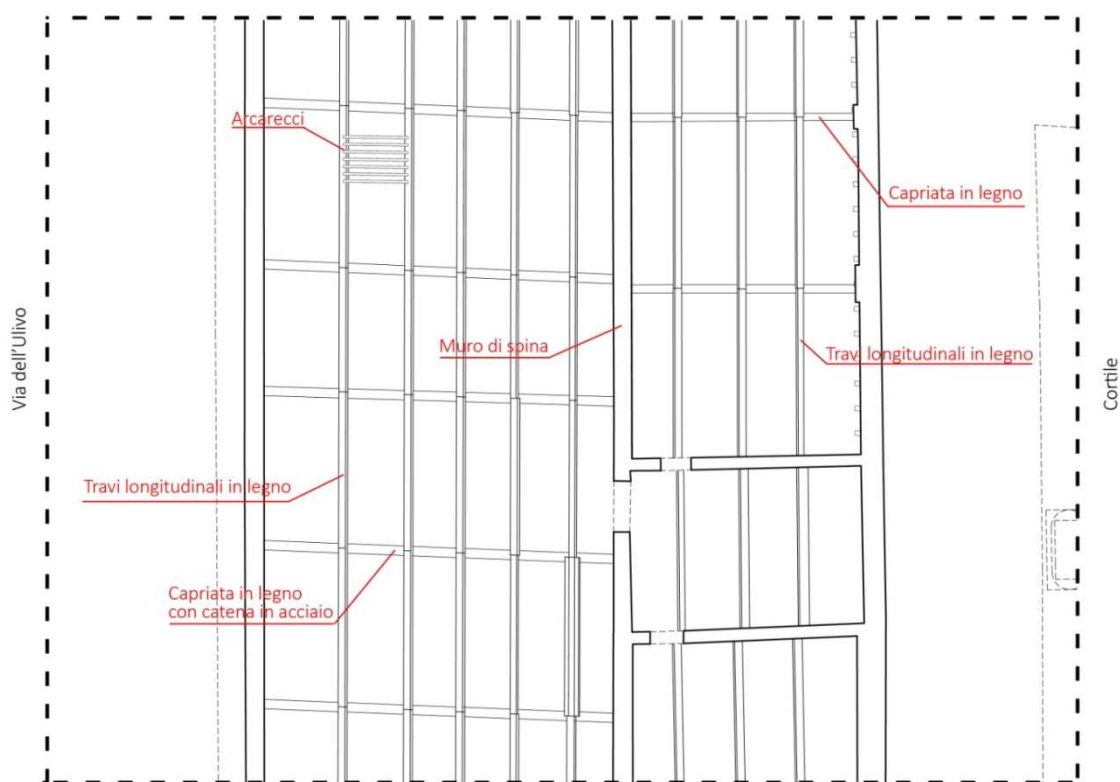 Arcarecci
Capriata in legno
Via dell'Ulivo
Muro di spina
Travi longitudinali in legno
Cortile
Travi longitudinali in legno
Capriata in legno
con catena in acciaio